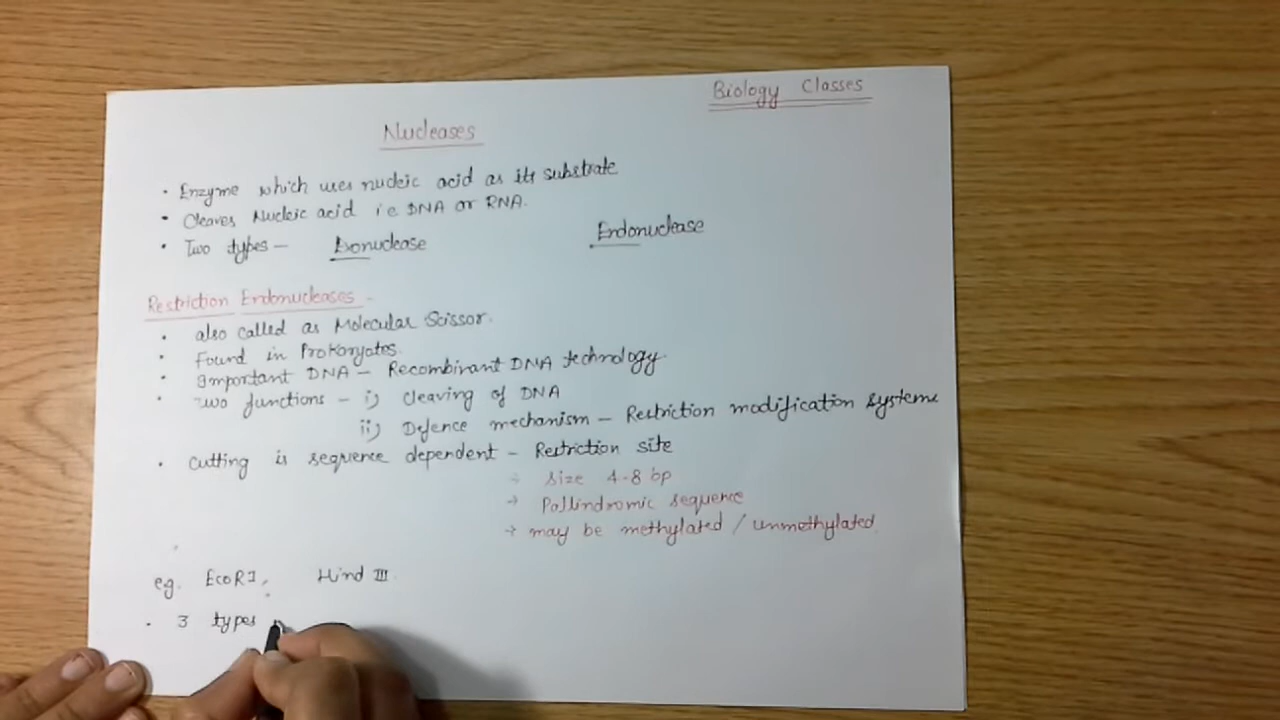 Biology Classes
Nucleases
• Enzyme which uses nucleic acid as its substrate
• Cleaves Nucleic acid i.e DNA or RNA.
• Two types – Exonuclease Endonuclease
Restriction Endonucleases –
• also called as Molecular Scissor.
• Found in Prokaryotes.
• Important DNA – Recombinant DNA technology.
• Two functions – i) cleaving of DNA
ii) Defence mechanism – Restriction modification systems
• Cutting is sequence dependent – Restriction site
→ size 4-8 bp
→ Pallindromic sequence
→ may be methylated / unmethylated.
eg. EcoRI, Hind III
• 3 types